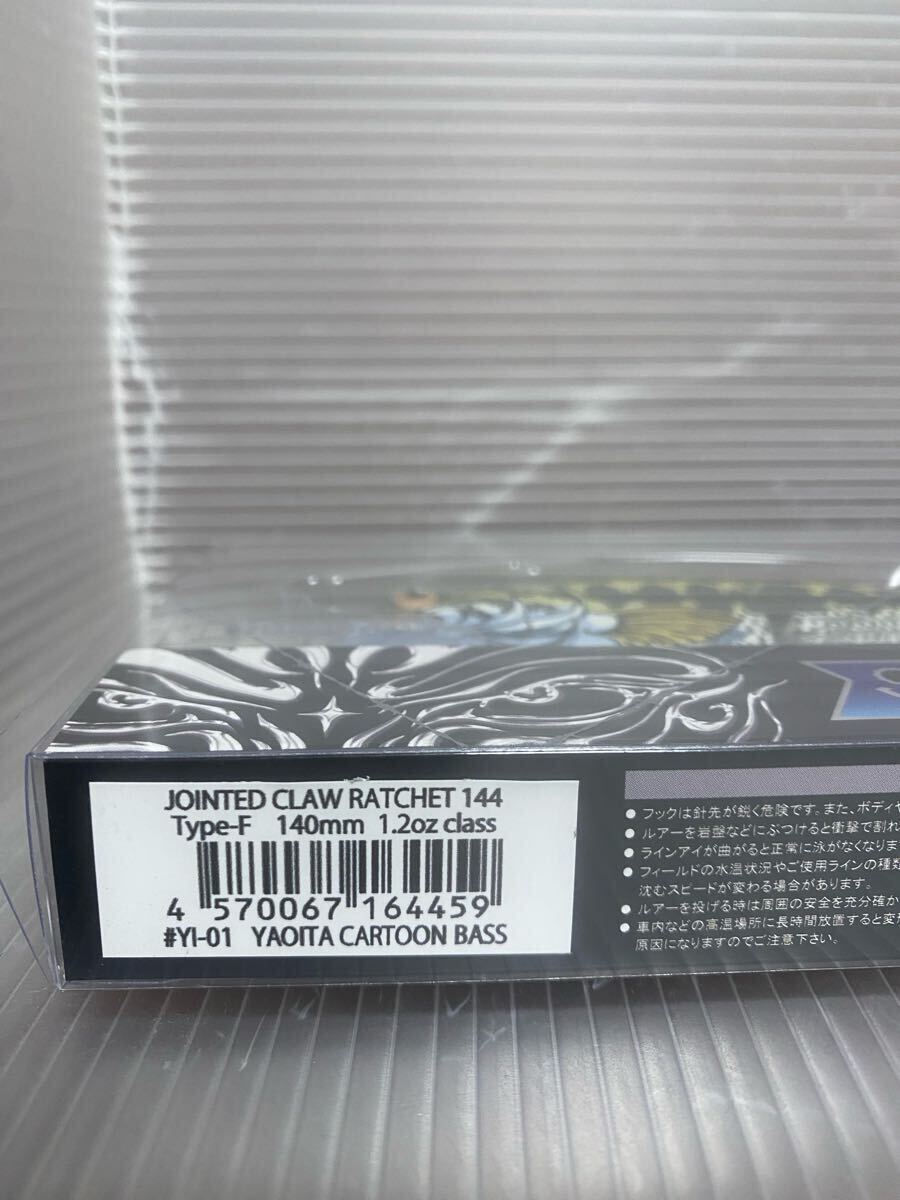 JOINTED CLAW RATCHET 144
Type-F 140mm 1.2oz class
4 570067 164459
#YI-01 YAOITA CARTOON BASS
● フックは針先が鋭く危険です。また、ボディヤ
● ルアーを岩盤などにぶつけると衝撃で割れ
● ラインアイが曲がると正常に泳がなくなりま
● フィールドの水温状況やご使用ラインの種類
沈むスピードが変わる場合があります。
● ルアーを投げる時は周囲の安全を充分確か
● 車内などの高温場所に長時間放置すると変形
原因になりますのでご注意下さい。